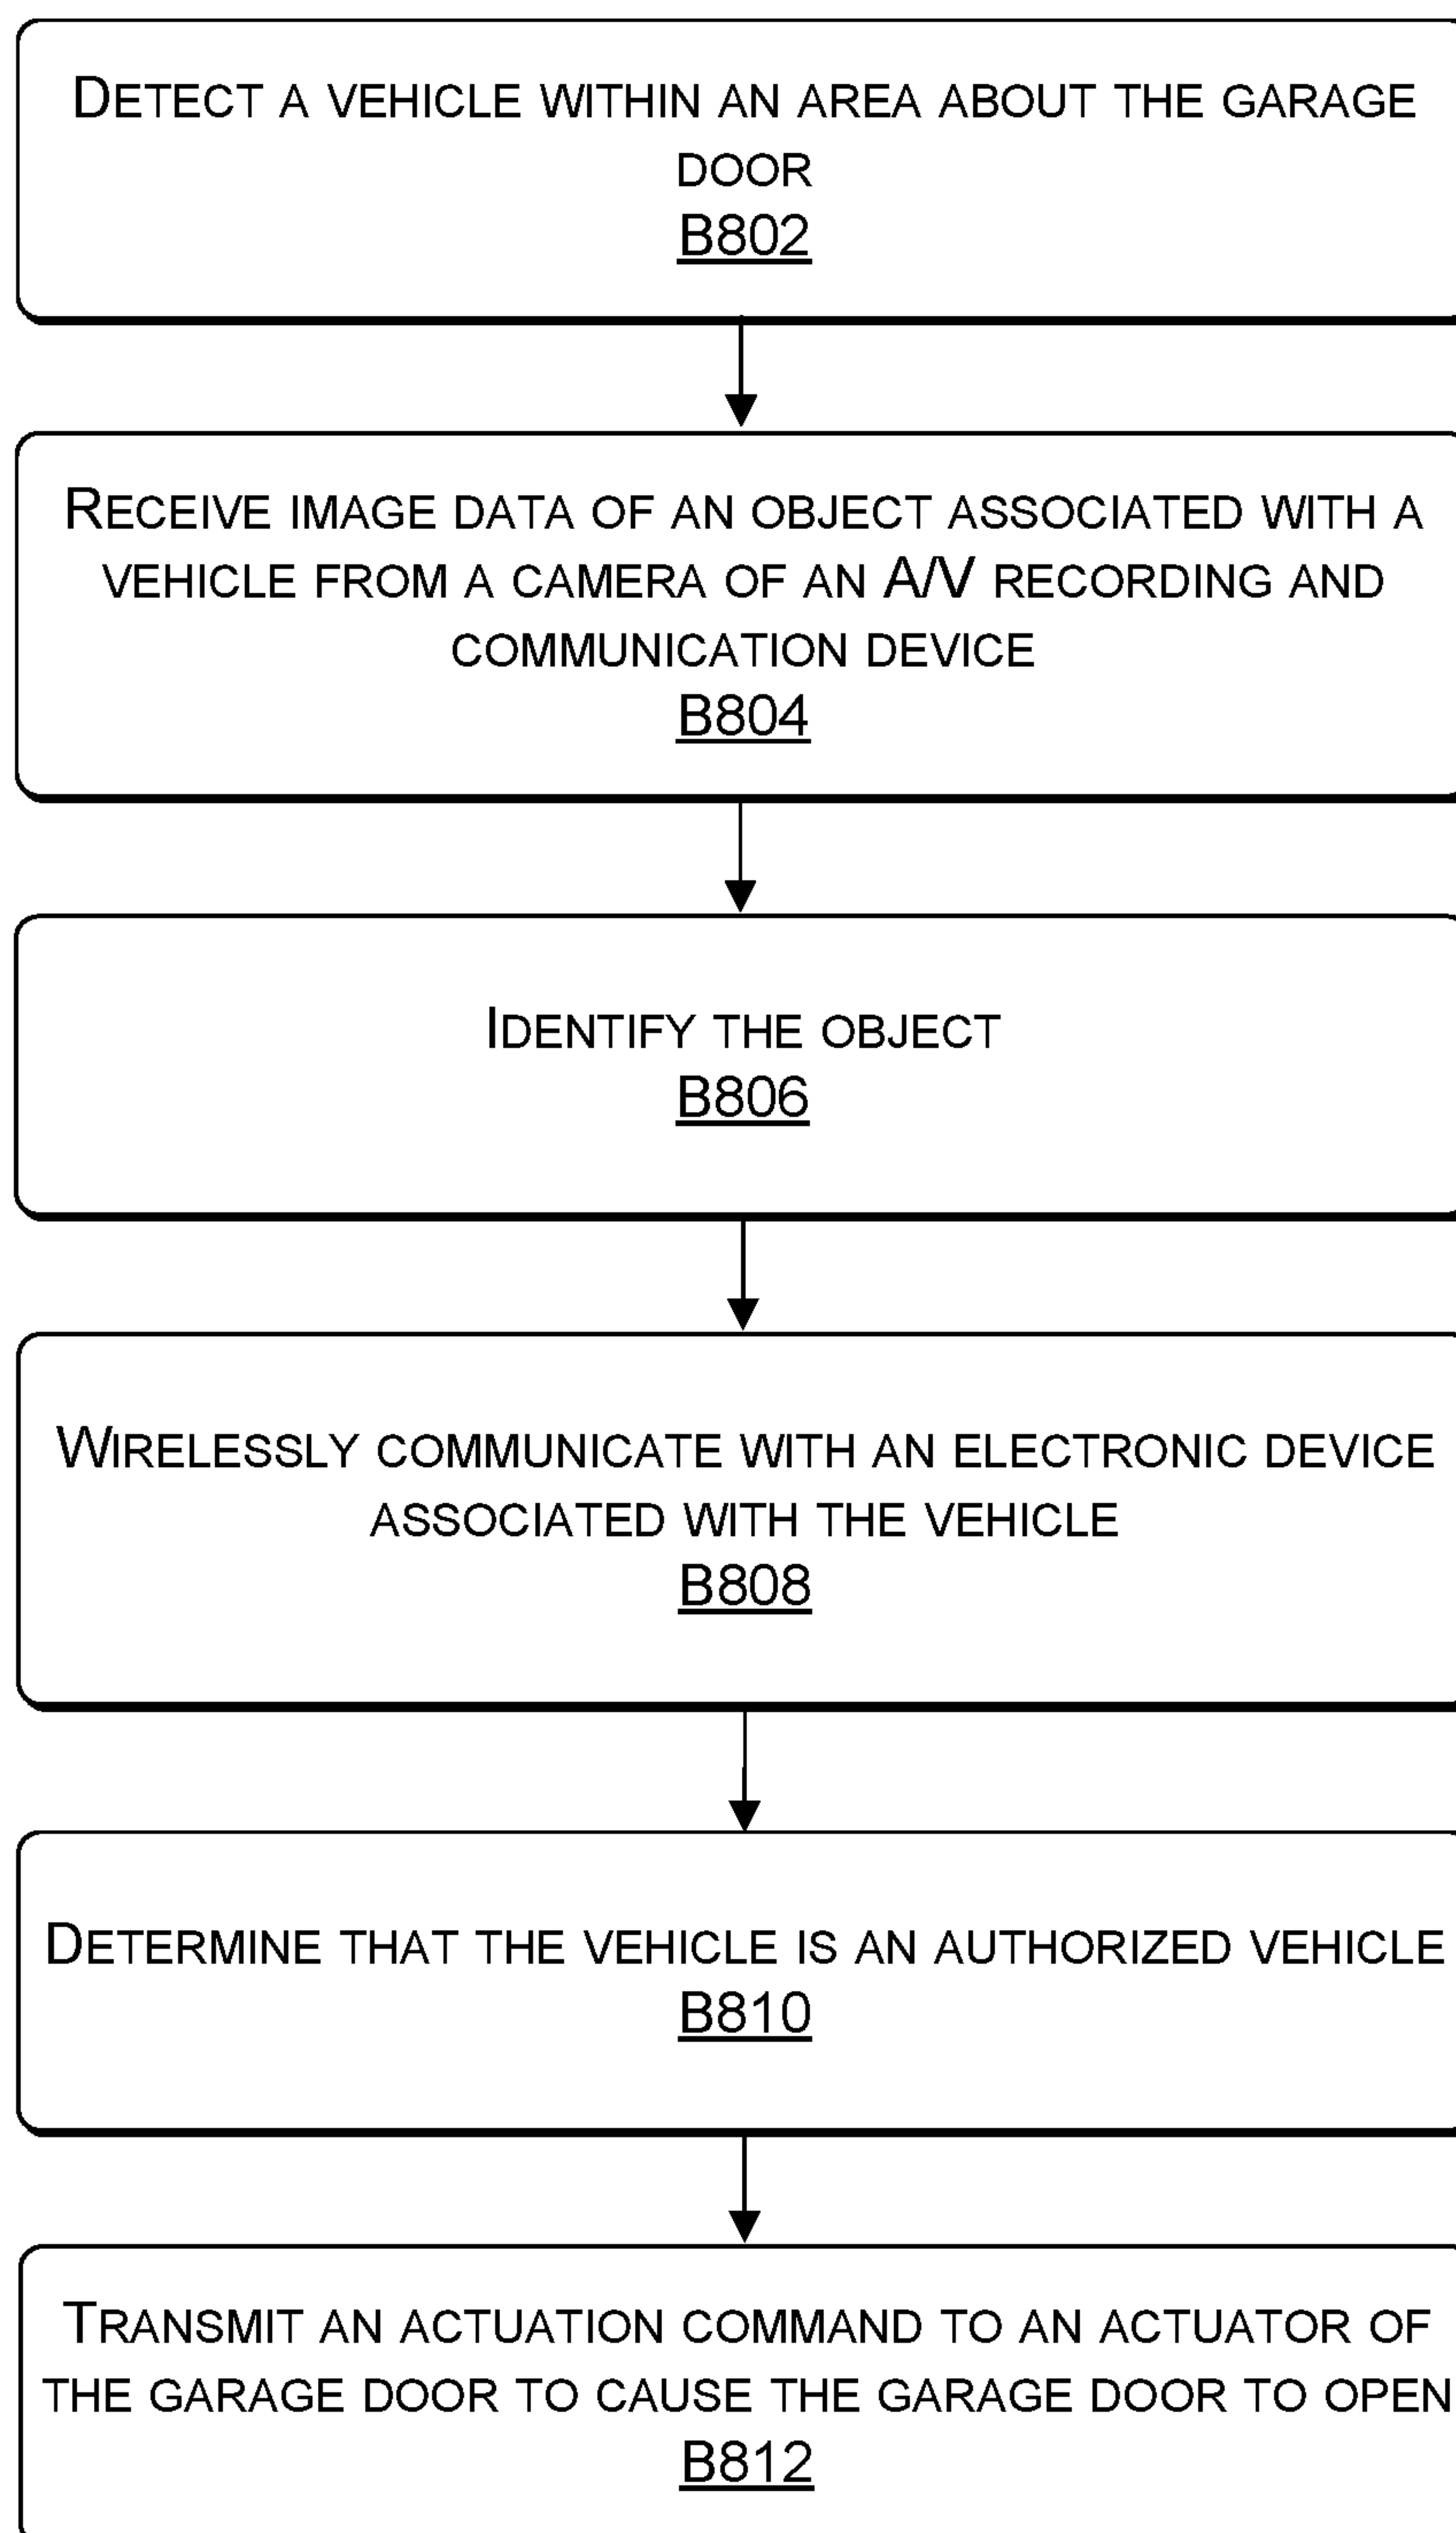 DETECT A VEHICLE WITHIN AN AREA ABOUT THE GARAGE
DOOR
B802
RECEIVE IMAGE DATA OF AN OBJECT ASSOCIATED WITH A
VEHICLE FROM A CAMERA OF AN A/V RECORDING AND
COMMUNICATION DEVICE
B804
IDENTIFY THE OBJECT
B806
WIRELESSLY COMMUNICATE WITH AN ELECTRONIC DEVICE
ASSOCIATED WITH THE VEHICLE
B808
DETERMINE THAT THE VEHICLE IS AN AUTHORIZED VEHICLE
B810
TRANSMIT AN ACTUATION COMMAND TO AN ACTUATOR OF
THE GARAGE DOOR TO CAUSE THE GARAGE DOOR TO OPEN
B812